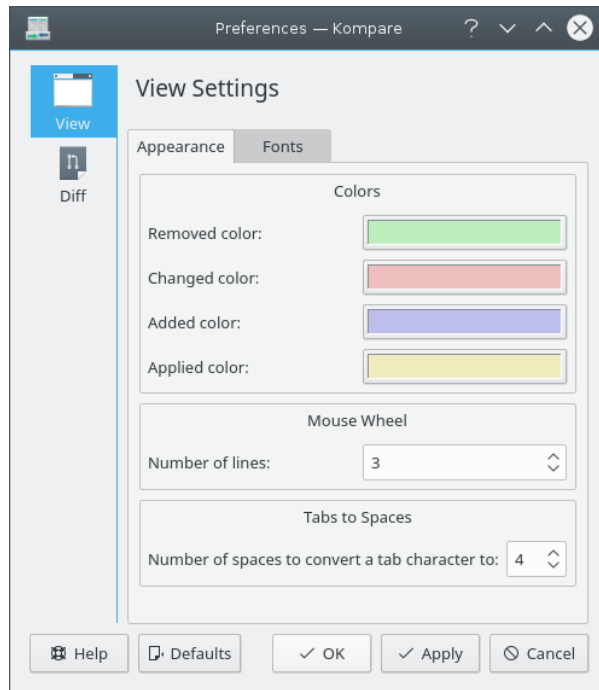 Preferences — Kompare
View Settings
View
Diff
Appearance Fonts
Colors
Removed color:
Changed color:
Added color:
Applied color:
Mouse Wheel
Number of lines: 3
Tabs to Spaces
Number of spaces to convert a tab character to: 4
Help Defaults OK Apply Cancel